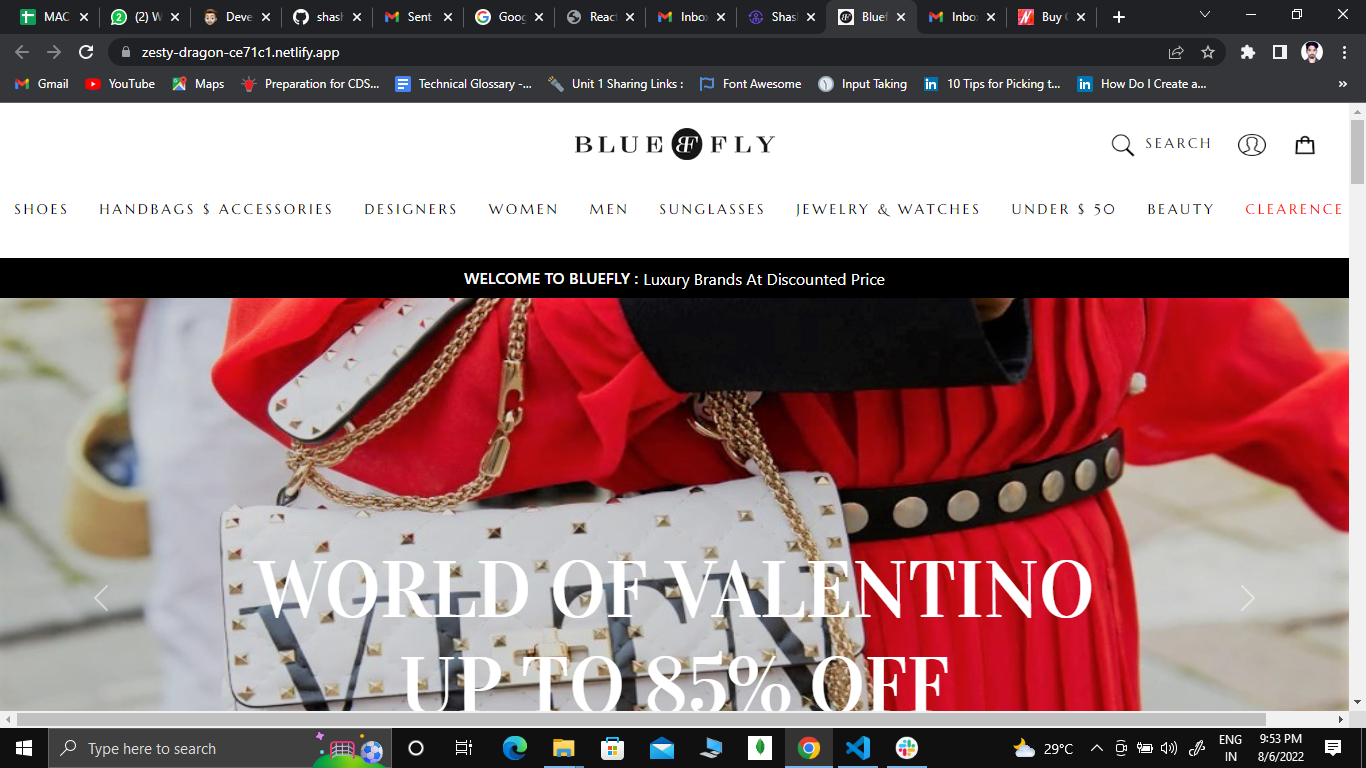 MAC
(2) W
Deve
shas
Sent
Goog
Reac
Inbox
Shas
Bluef
Inbo
Buy
zesty-dragon-ce71c1.netlify.app
Gmail
YouTube
Maps
Preparation for CDS...
Technical Glossary -...
Unit 1 Sharing Links :
Font Awesome
Input Taking
10 Tips for Picking t...
How Do I Create a...
BLUE BF FLY
SEARCH
SHOES HANDBAGS $ ACCESSORIES DESIGNERS WOMEN MEN SUNGLASSES JEWELRY & WATCHES UNDER $ 50 BEAUTY CLEARENCE
WELCOME TO BLUEFLY : Luxury Brands At Discounted Price
WORLD OF VALENTINO
UP TO 85% OFF
Type here to search
29°C
ENG
IN
9:53 PM
8/6/2022